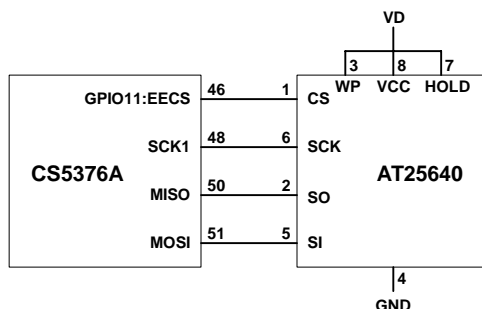 VD
3 8 7
WP VCC HOLD
GPIO11:EECS 46 1 CS
SCK1 48 6 SCK
CS5376A AT25640
MISO 50 2 SO
MOSI 51 5 SI
4
GND